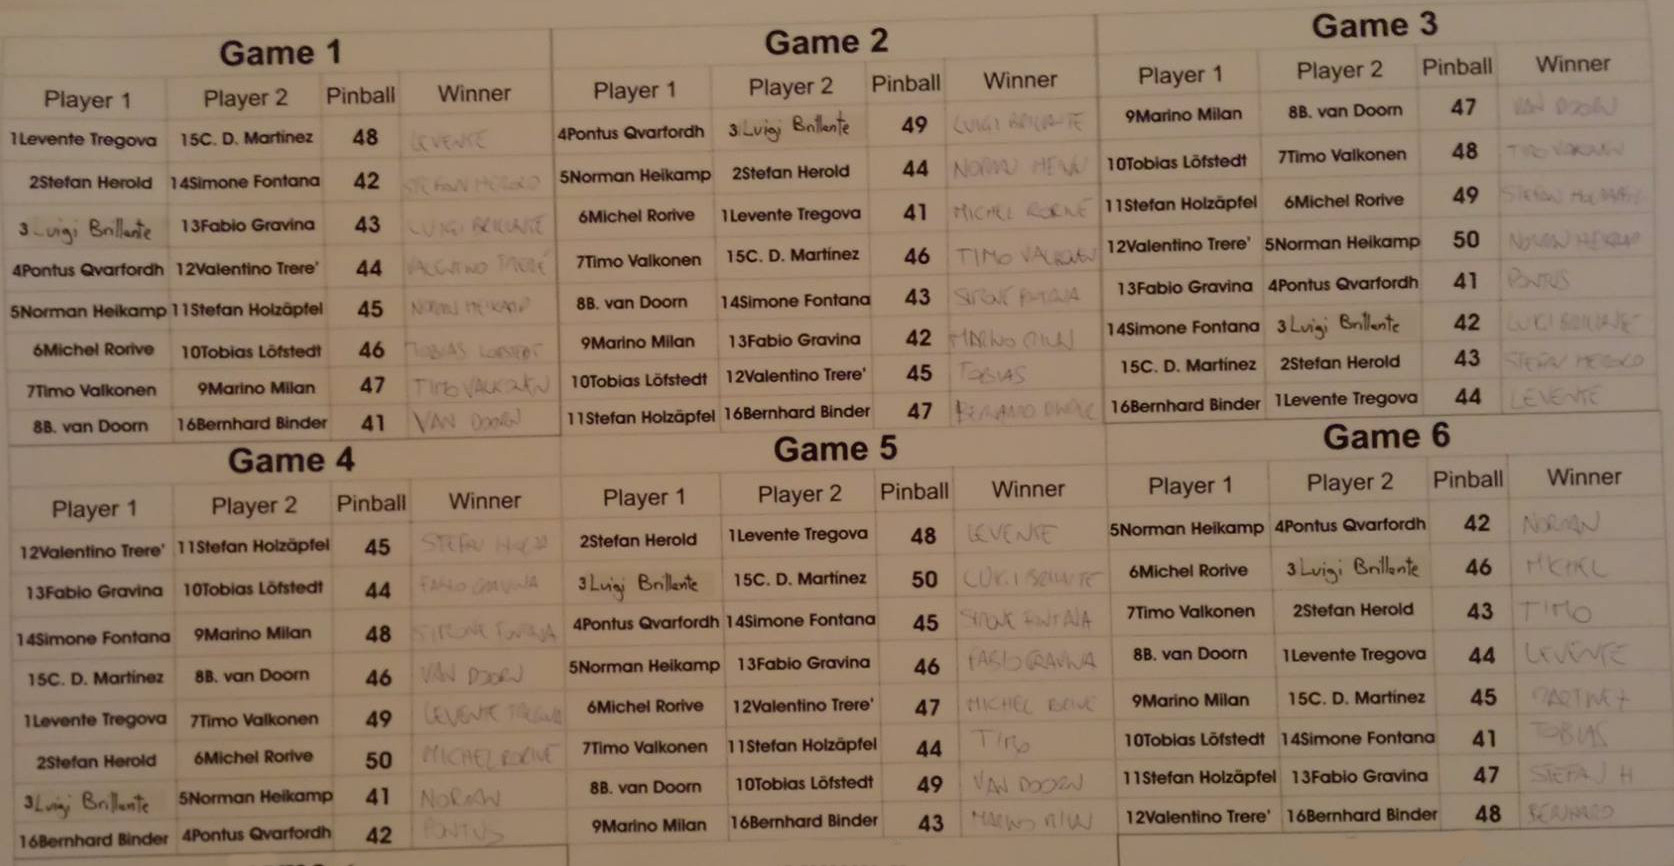 Game 1
Player 1 Player 2 Pinball Winner
1Levente Tregova 15C. D. Martinez 48 LEVENTE
2Stefan Herold 14Simone Fontana 42 STEFAN HEROLD
3 Luigi Brillante 13Fabio Gravina 43 LUIGI BRILLANTE
4Pontus Qvarfordh 12Valentino Trere' 44 VALENTINO TRERE'
5Norman Heikamp 11Stefan Holzäpfel 45 NORMAN HEIKAMP
6Michel Rorive 10Tobias Löfstedt 46 TOBIAS LOFSTEDT
7Timo Valkonen 9Marino Milan 47 TIMO VALKONEN
8B. van Doorn 16Bernhard Binder 41 VAN DOORN
Game 2
Player 1 Player 2 Pinball Winner
4Pontus Qvarfordh 3 Luigi Brillante 49 LUIGI BRILLANTE
5Norman Heikamp 2Stefan Herold 44 NORMAN
6Michel Rorive 1Levente Tregova 41 MICHEL RORIVE
7Timo Valkonen 15C. D. Martinez 46 TIMO VALKONEN
8B. van Doorn 14Simone Fontana 43 SIMONE FONTANA
9Marino Milan 13Fabio Gravina 42 MARINO MILAN
10Tobias Löfstedt 12Valentino Trere' 45 TOBIAS
11Stefan Holzäpfel 16Bernhard Binder 47
Game 3
Player 1 Player 2 Pinball Winner
9Marino Milan 8B. van Doorn 47 VAN DOORN
10Tobias Löfstedt 7Timo Valkonen 48 TIMO VALKONEN
11Stefan Holzäpfel 6Michel Rorive 49 STEFAN HOLZÄPFEL
12Valentino Trere' 5Norman Heikamp 50 NORMAN HEIKAMP
13Fabio Gravina 4Pontus Qvarfordh 41 PONTUS
14Simone Fontana 3 Luigi Brillante 42 LUIGI BRILLANTE
15C. D. Martinez 2Stefan Herold 43 STEFAN HEROLD
16Bernhard Binder 1Levente Tregova 44 LEVENTE
Game 4
Player 1 Player 2 Pinball Winner
12Valentino Trere' 11Stefan Holzäpfel 45 STEFAN
13Fabio Gravina 10Tobias Löfstedt 44 FABIO GRAVINA
14Simone Fontana 9Marino Milan 48 SIMONE FONTANA
15C. D. Martinez 8B. van Doorn 46 VAN DOORN
1Levente Tregova 7Timo Valkonen 49 LEVENTE TREGOVA
2Stefan Herold 6Michel Rorive 50 MICHEL RORIVE
3 Luigi Brillante 5Norman Heikamp 41 NORMAN
16Bernhard Binder 4Pontus Qvarfordh 42 PONTUS
Game 5
Player 1 Player 2 Pinball Winner
2Stefan Herold 1Levente Tregova 48 LEVENTE
3 Luigi Brillante 15C. D. Martinez 50 LUIGI BRILLANTE
4Pontus Qvarfordh 14Simone Fontana 45 SIMONE FONTANA
5Norman Heikamp 13Fabio Gravina 46 FABIO GRAVINA
6Michel Rorive 12Valentino Trere' 47 MICHEL RORIVE
7Timo Valkonen 11Stefan Holzäpfel 44 TIMO
8B. van Doorn 10Tobias Löfstedt 49 VAN DOORN
9Marino Milan 16Bernhard Binder 43 MARINO MILAN
Game 6
Player 1 Player 2 Pinball Winner
5Norman Heikamp 4Pontus Qvarfordh 42 NORMAN
6Michel Rorive 3 Luigi Brillante 46 MICHEL
7Timo Valkonen 2Stefan Herold 43 TIMO
8B. van Doorn 1Levente Tregova 44 LEVENTE
9Marino Milan 15C. D. Martinez 45 MARTINEZ
10Tobias Löfstedt 14Simone Fontana 41 TOBIAS
11Stefan Holzäpfel 13Fabio Gravina 47 STEFAN H
12Valentino Trere' 16Bernhard Binder 48 BERNHARD